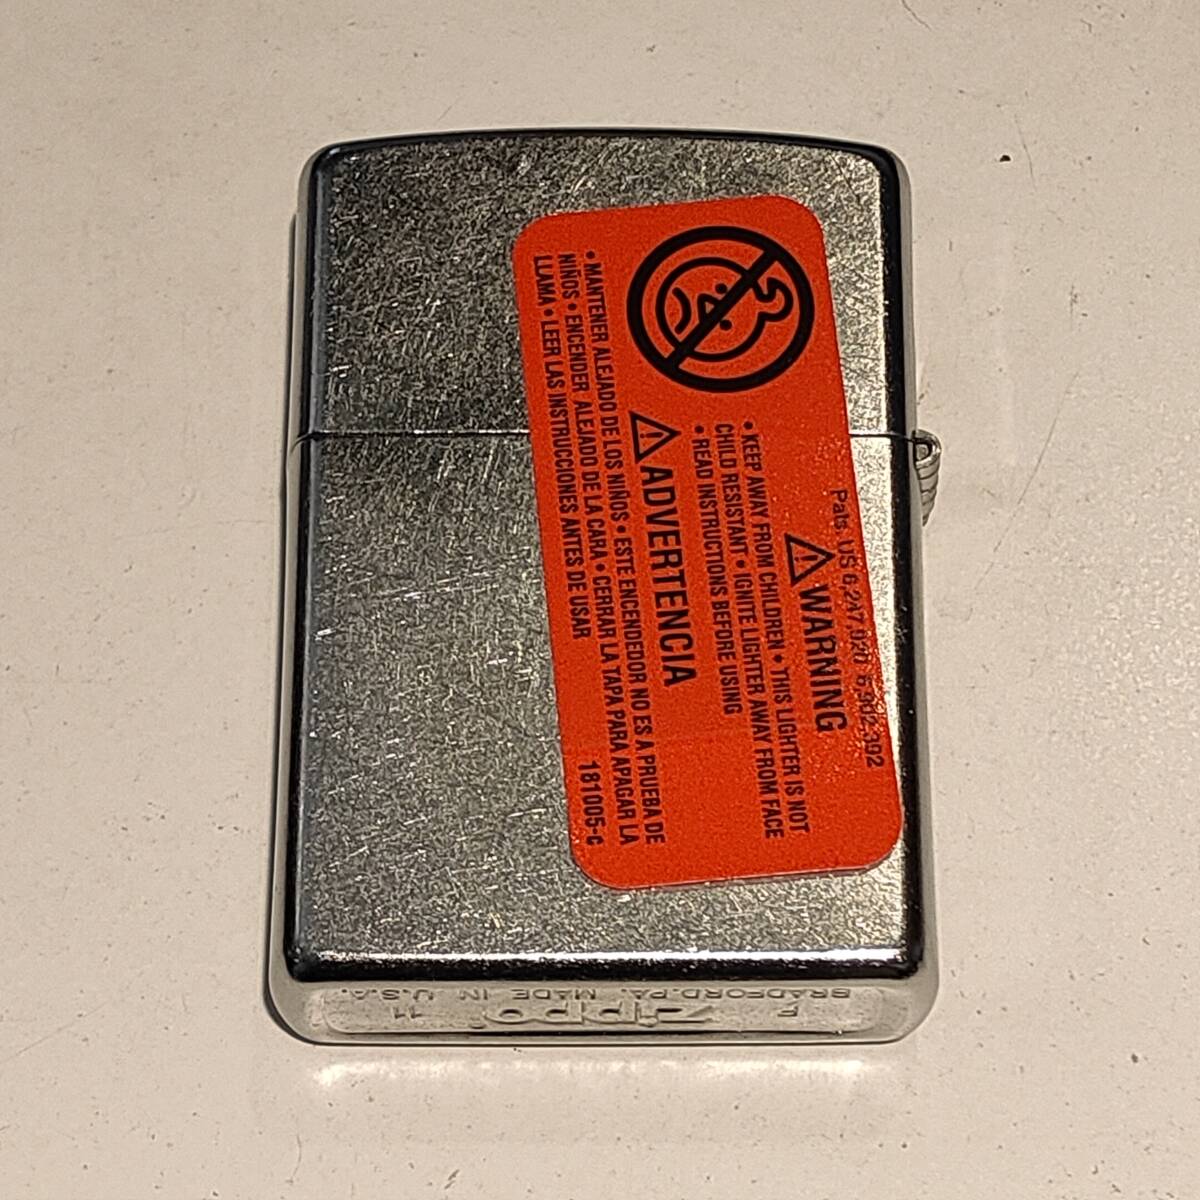 Pats US 6,247,920 6,902,392
WARNING
• KEEP AWAY FROM CHILDREN • THIS LIGHTER IS NOT
CHILD RESISTANT • IGNITE LIGHTER AWAY FROM FACE
• READ INSTRUCTIONS BEFORE USING
ADVERTENCIA
• MANTENER ALEJADO DE LOS NIÑOS • ESTE ENCENDEDOR NO ES A PRUEBA DE
NIÑOS • ENCENDER ALEJADO DE LA CARA • CERRAR LA TAPA PARA APAGAR LA
LLAMA • LEER LAS INSTRUCCIONES ANTES DE USAR
181005-c
F Zippo 11
BRADFORD.PA. MADE IN U.S.A.